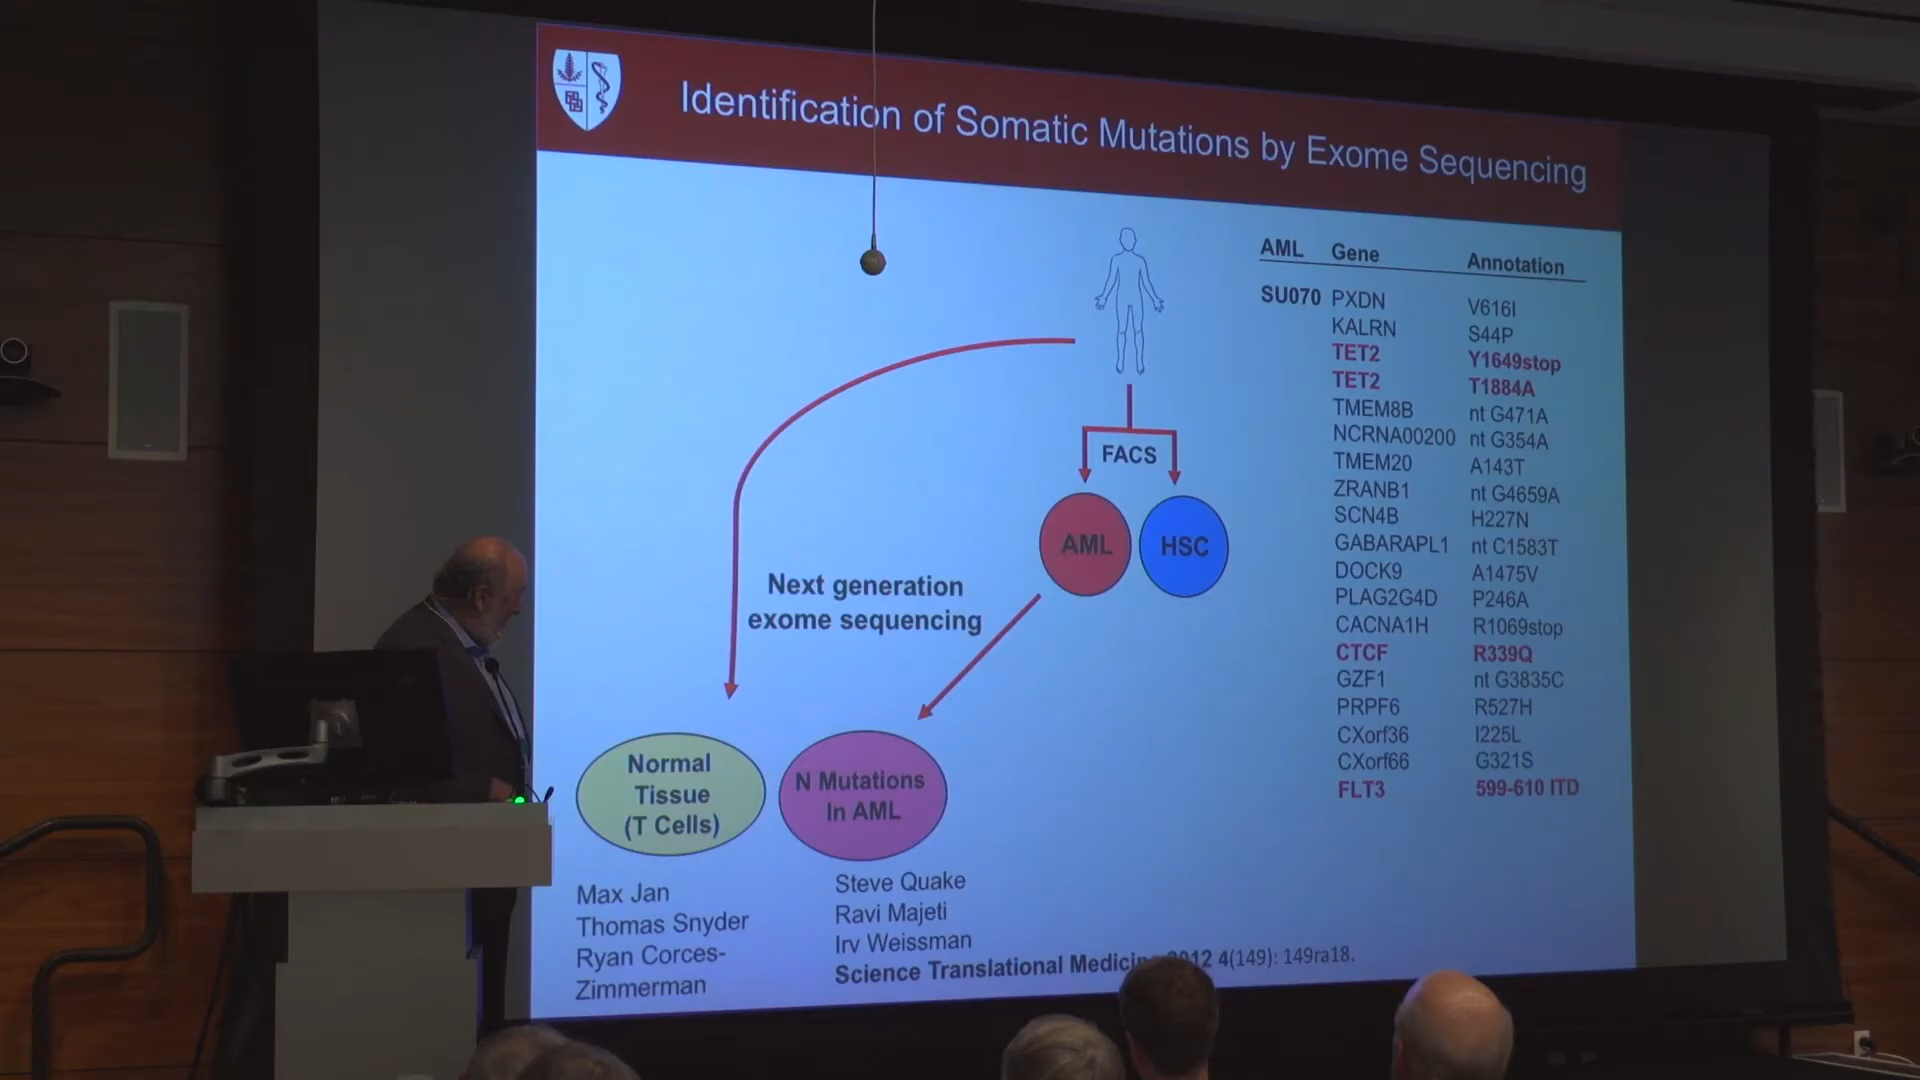 Identification of Somatic Mutations by Exome Sequencing
AML Gene Annotation
SU070 PXDN V616I
KALRN S44P
TET2 Y1649stop
TET2 T1884A
TMEM8B nt G471A
NCRNA00200 nt G354A
TMEM20 A143T
ZRANB1 nt G4659A
SCN4B H227N
GABARAPL1 nt C1583T
DOCK9 A1475V
PLAG2G4D P246A
CACNA1H R1069stop
CTCF R339Q
GZF1 nt G3835C
PRPF6 R527H
CXorf36 I225L
CXorf66 G321S
FLT3 599-610 ITD
FACS
AML
HSC
Next generation
exome sequencing
Normal
Tissue
(T Cells)
N Mutations
In AML
Max Jan
Thomas Snyder
Ryan Corces-
Zimmerman
Steve Quake
Ravi Majeti
Irv Weissman
Science Translational 4(149): 149ra18.